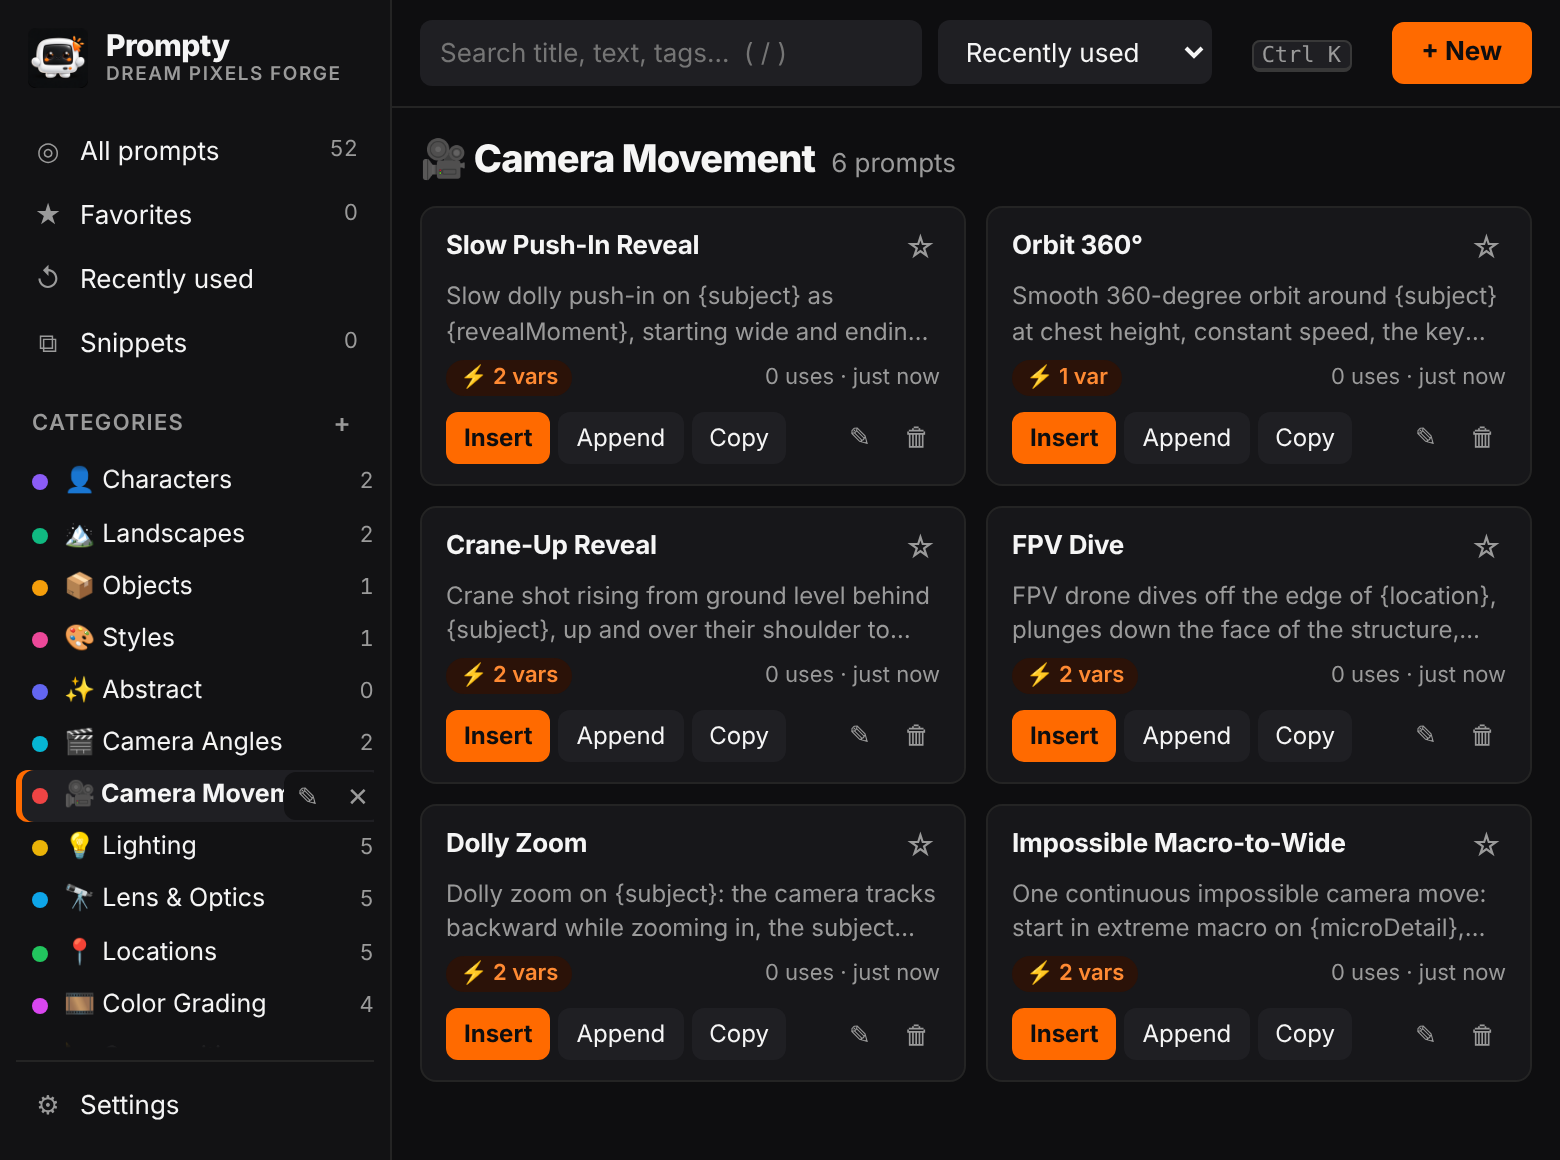 Prompty
DREAM PIXELS FORGE
Search title, text, tags... ( / )
Recently used
Ctrl K
+ New
All prompts 52
Favorites 0
Recently used
Snippets 0
CATEGORIES +
Characters 2
Landscapes 2
Objects 1
Styles 1
Abstract 0
Camera Angles 2
Camera Movem
Lighting 5
Lens & Optics 5
Locations 5
Color Grading 4
Settings
Camera Movement 6 prompts
Slow Push-In Reveal
Slow dolly push-in on {subject} as
{revealMoment}, starting wide and endin...
2 vars 0 uses · just now
Insert Append Copy
Orbit 360°
Smooth 360-degree orbit around {subject}
at chest height, constant speed, the key...
1 var 0 uses · just now
Insert Append Copy
Crane-Up Reveal
Crane shot rising from ground level behind
{subject}, up and over their shoulder to...
2 vars 0 uses · just now
Insert Append Copy
FPV Dive
FPV drone dives off the edge of {location},
plunges down the face of the structure,...
2 vars 0 uses · just now
Insert Append Copy
Dolly Zoom
Dolly zoom on {subject}: the camera tracks
backward while zooming in, the subject...
2 vars 0 uses · just now
Insert Append Copy
Impossible Macro-to-Wide
One continuous impossible camera move:
start in extreme macro on {microDetail},...
2 vars 0 uses · just now
Insert Append Copy